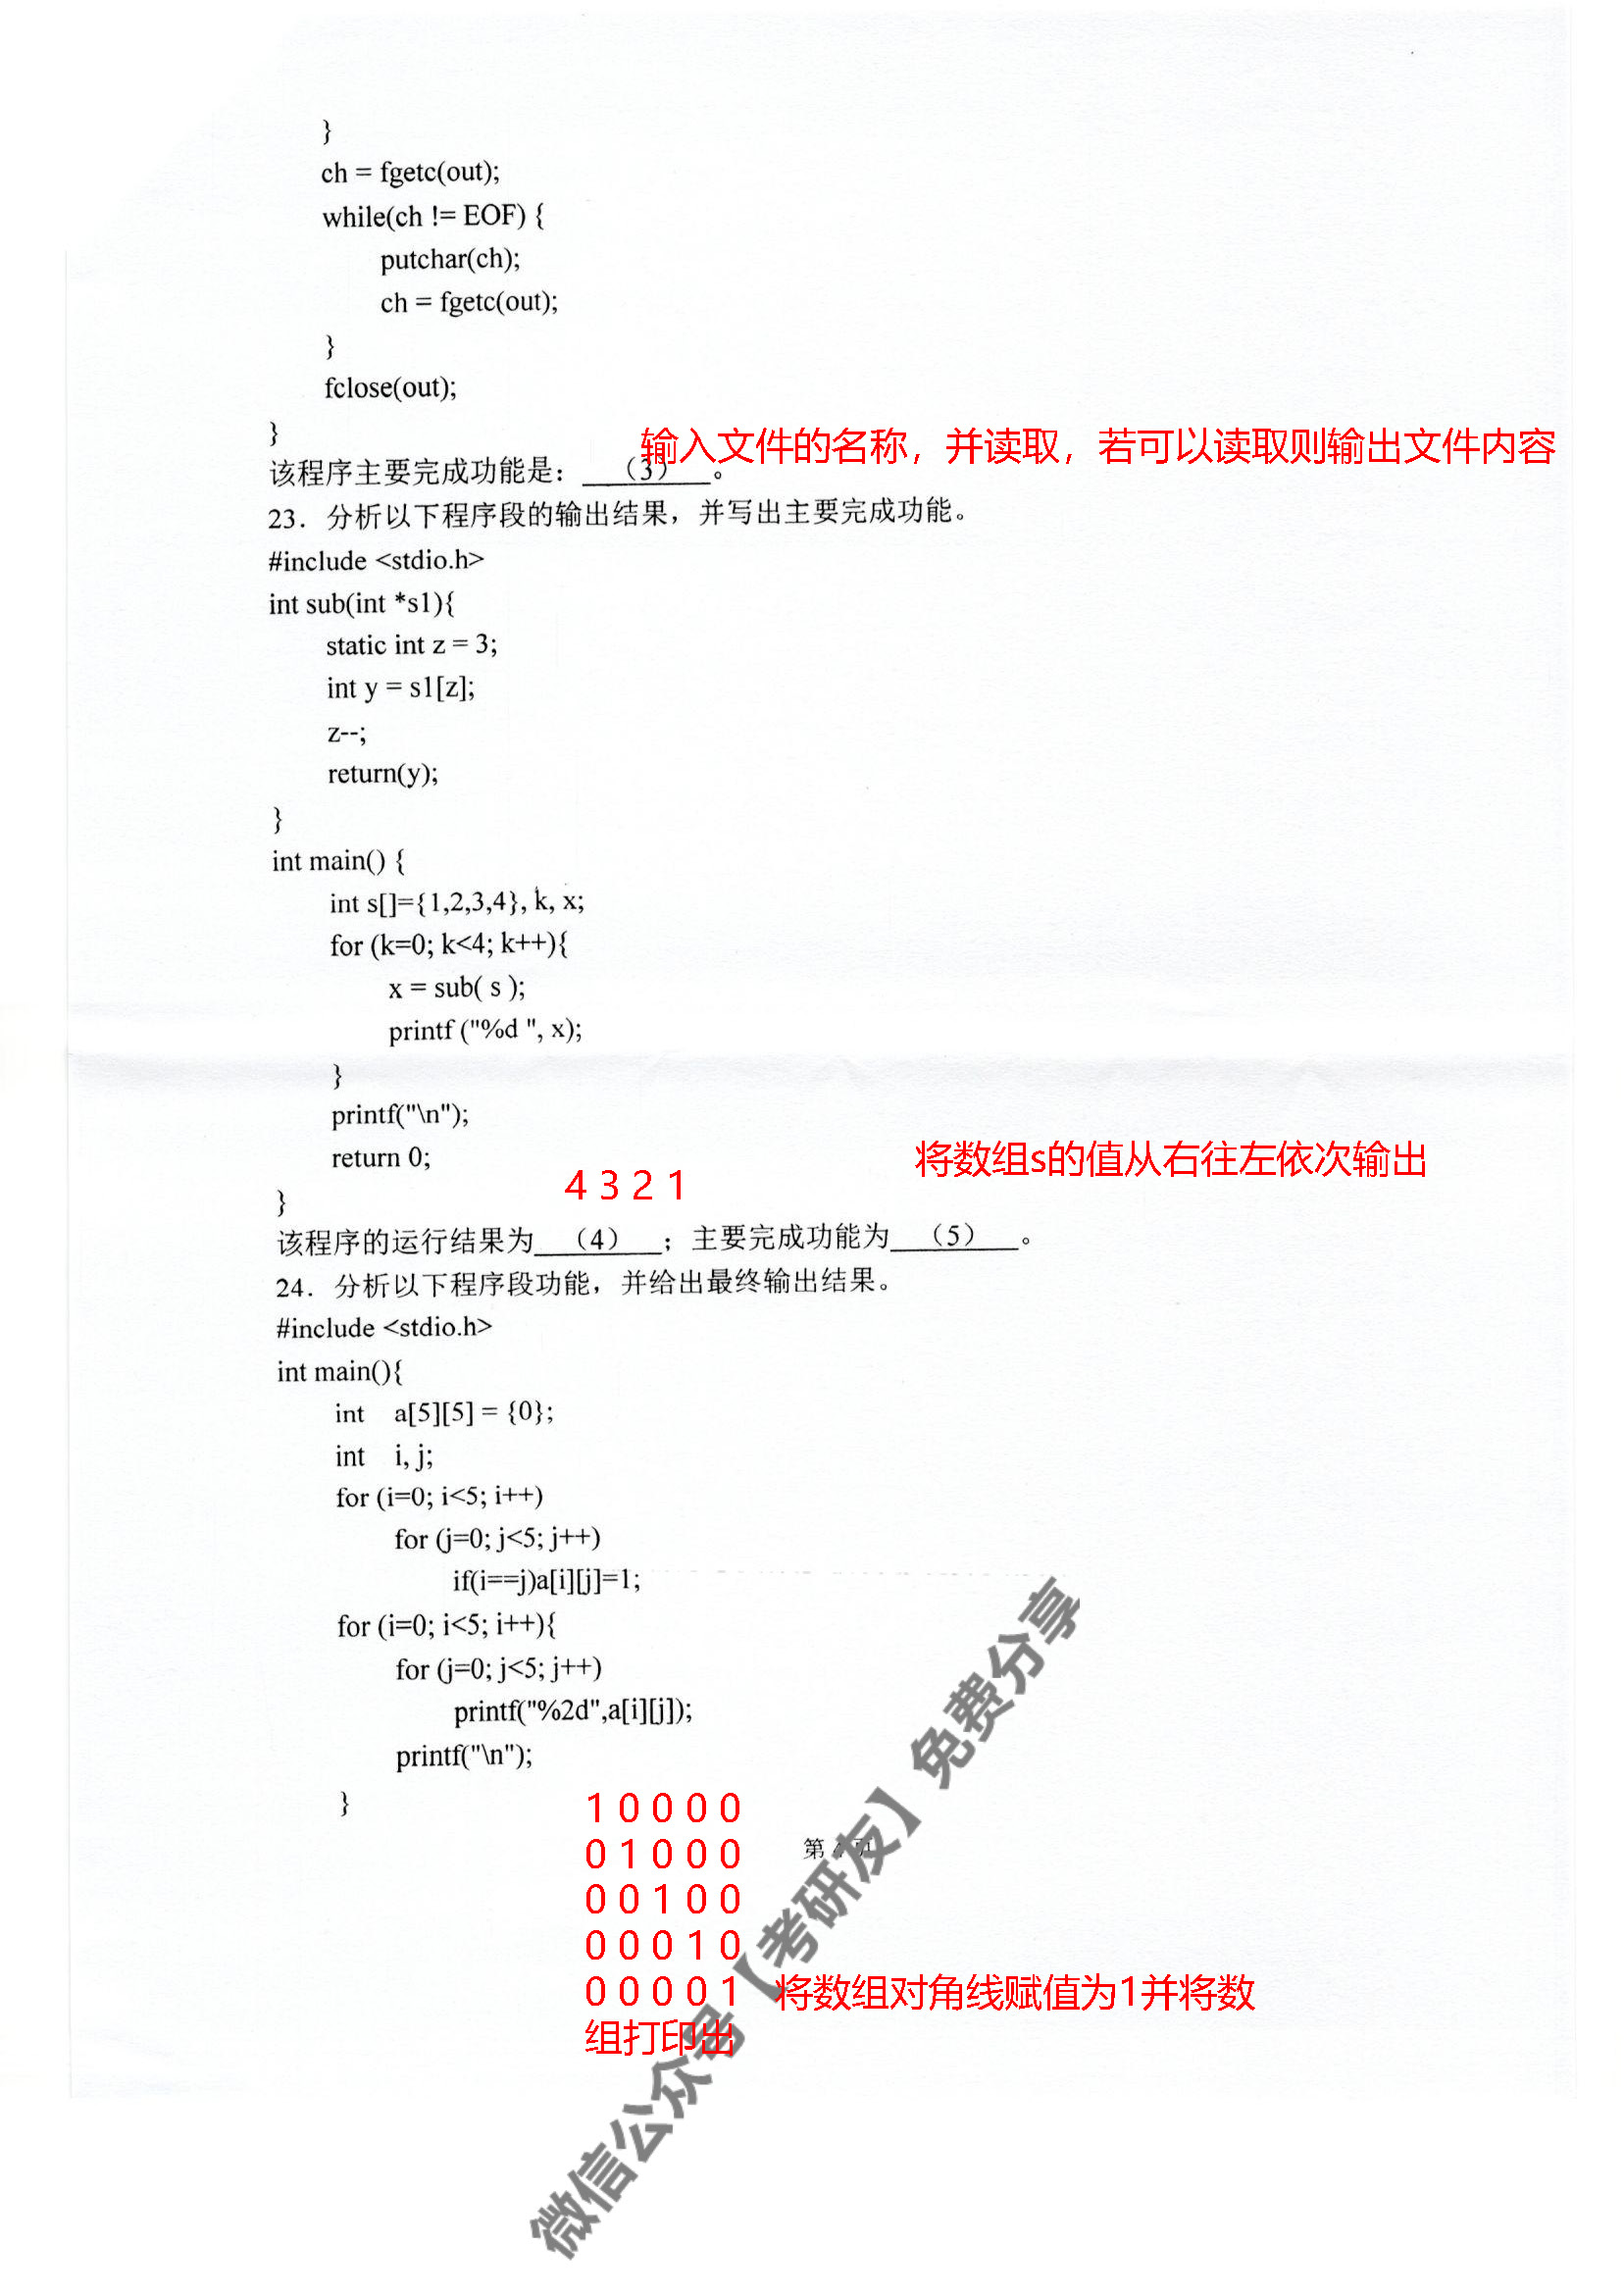 }
ch = fgetc(out);
while(ch != EOF) {
putchar(ch);
ch = fgetc(out);
}
fclose(out);
}
输入文件的名称，并读取，若可以读取则输出文件内容
该程序主要完成功能是：（3）。
23．分析以下程序段的输出结果，并写出主要完成功能。
#include <stdio.h>
int sub(int *s1){
static int z = 3;
int y = s1[z];
z--;
return(y);
}
int main() {
int s[]={1,2,3,4}, k, x;
for (k=0; k<4; k++){
x = sub( s );
printf ("%d ", x);
}
printf("\n");
return 0;
将数组s的值从右往左依次输出
4 3 2 1
}
该程序的运行结果为（4）；主要完成功能为（5）。
24．分析以下程序段功能，并给出最终输出结果。
#include <stdio.h>
int main(){
int a[5][5] = {0};
int i, j;
for (i=0; i<5; i++)
for (j=0; j<5; j++)
if(i==j)a[i][j]=1;
for (i=0; i<5; i++){
for (j=0; j<5; j++)
printf("%2d",a[i][j]);
printf("\n");
}
1 0 0 0 0
0 1 0 0 0
第 页
0 0 1 0 0
0 0 0 1 0
0 0 0 0 1 将数组对角线赋值为1并将数
组打印出
微信公众号【考研友】免费分享